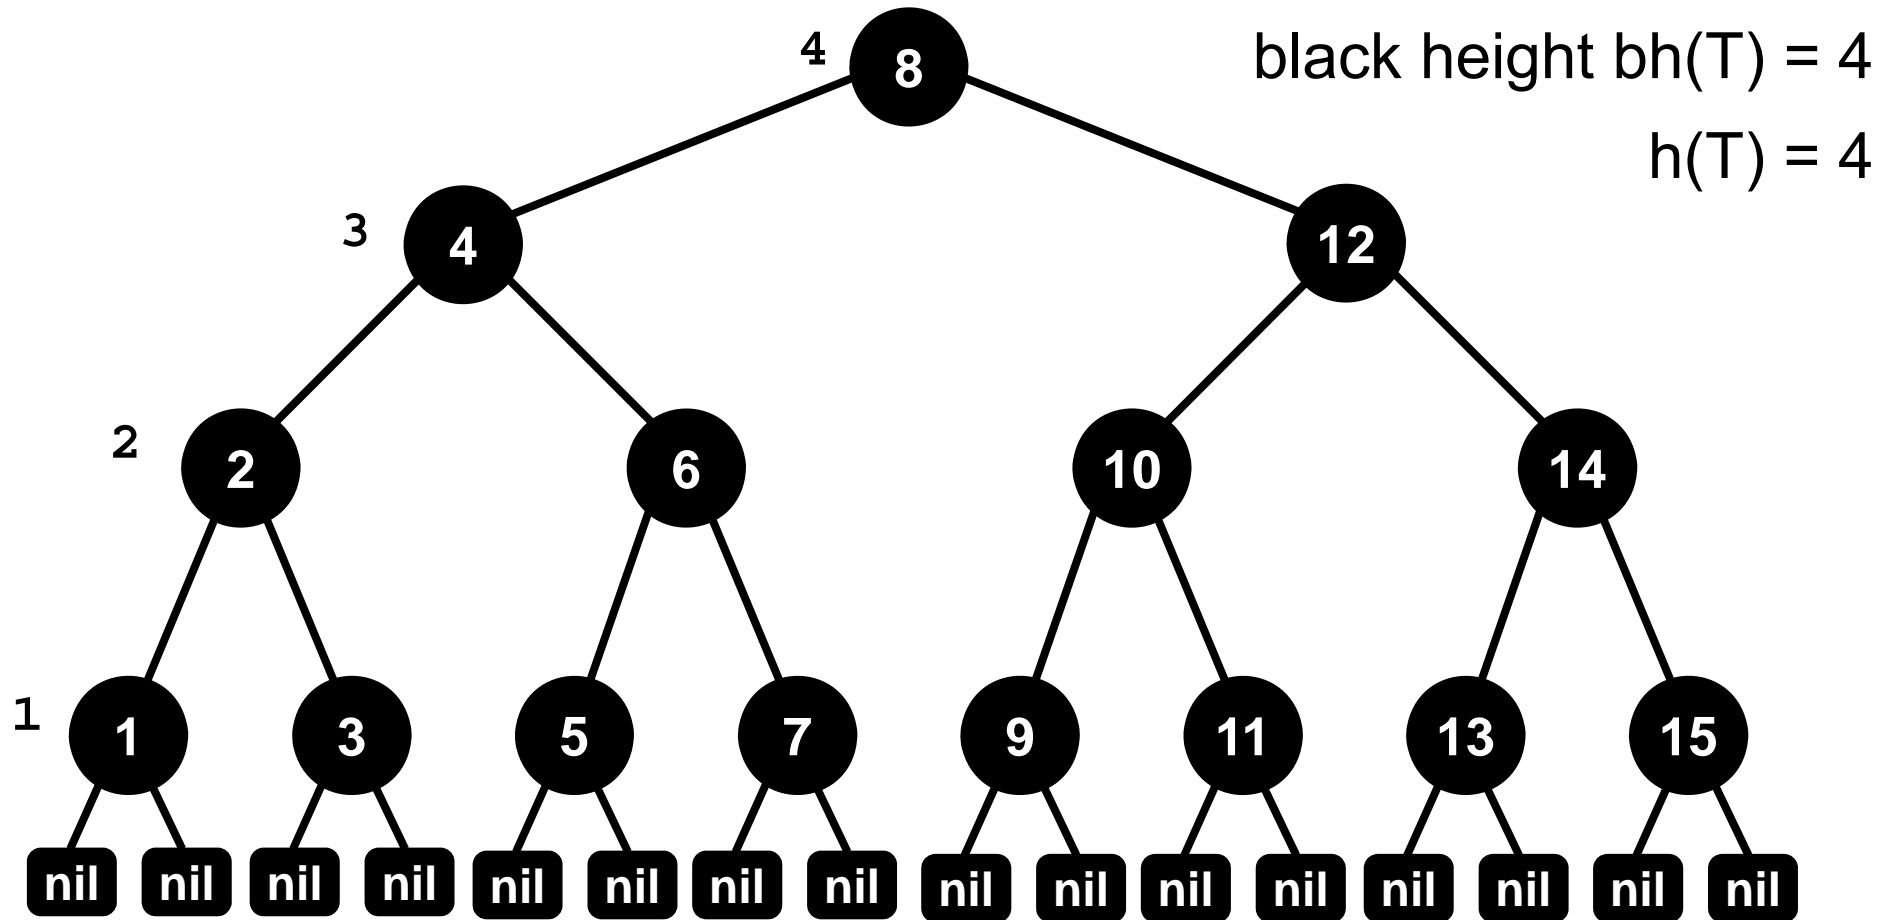 4 8 black height bh(T) = 4
h(T) = 4
3 4 12
2 2 6 10 14
1 1 3 5 7 9 11 13 15
nil nil nil nil nil nil nil nil nil nil nil nil nil nil nil nil